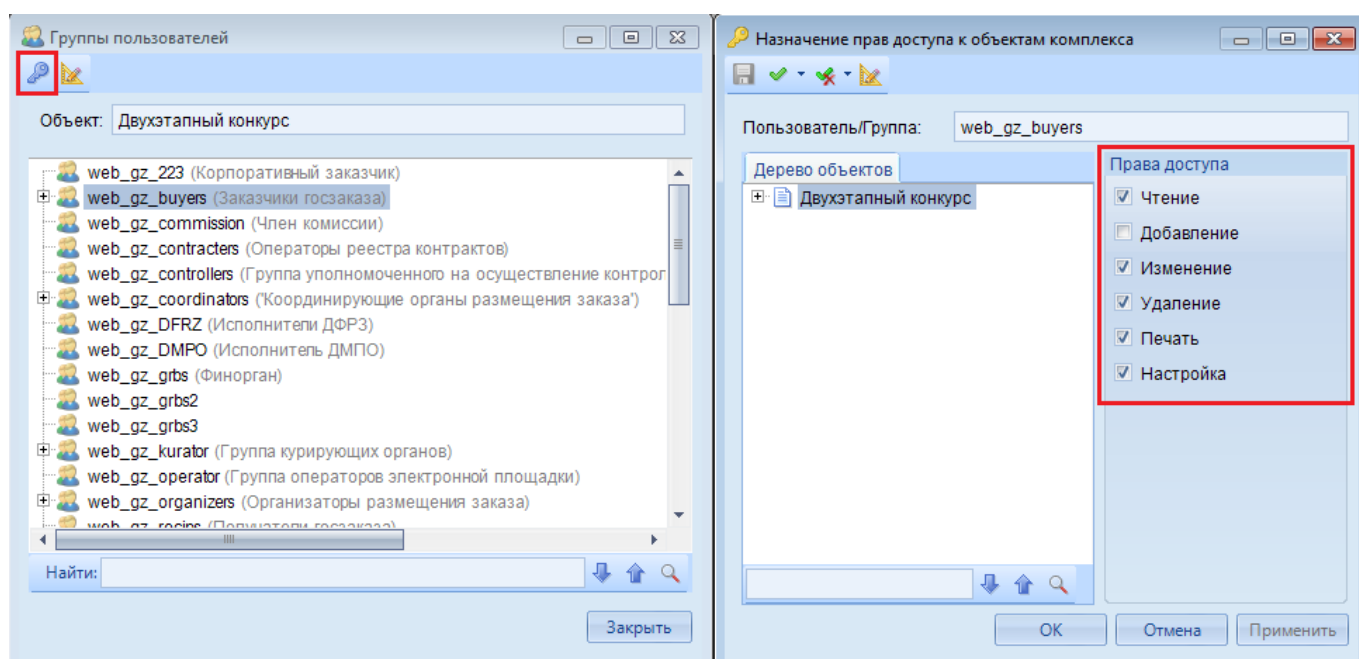 Группы пользователей
Объект: Двухэтапный конкурс
web_gz_223 (Корпоративный заказчик)
web_gz_buyers (Заказчики госзаказа)
web_gz_commission (Член комиссии)
web_gz_contracters (Операторы реестра контрактов)
web_gz_controllers (Группа уполномоченного на осуществление контрог
web_gz_coordinators ('Координирующие органы размещения заказа')
web_gz_DFRZ (Исполнители ДФРЗ)
web_gz_DMPO (Исполнитель ДМПО)
web_gz_grbs (Финорган)
web_gz_grbs2
web_gz_grbs3
web_gz_kurator (Группа курирующих органов)
web_gz_operator (Группа операторов электронной площадки)
web_gz_organizers (Организаторы размещения заказа)
web_gz_recips (Получатели госзаказа)
Найти:
Закрыть
Назначение прав доступа к объектам комплекса
Пользователь/Группа: web_gz_buyers
Дерево объектов
Двухэтапный конкурс
Права доступа
Чтение
Добавление
Изменение
Удаление
Печать
Настройка
OK Отмена Применить